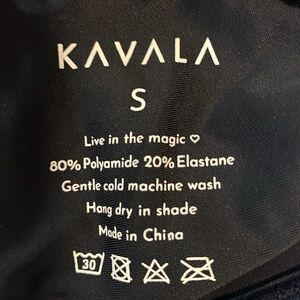 KAVALA
S
Live in the magic ♡
80% Polyamide 20% Elastane
Gentle cold machine wash
Hang dry in shade
Made in China
30